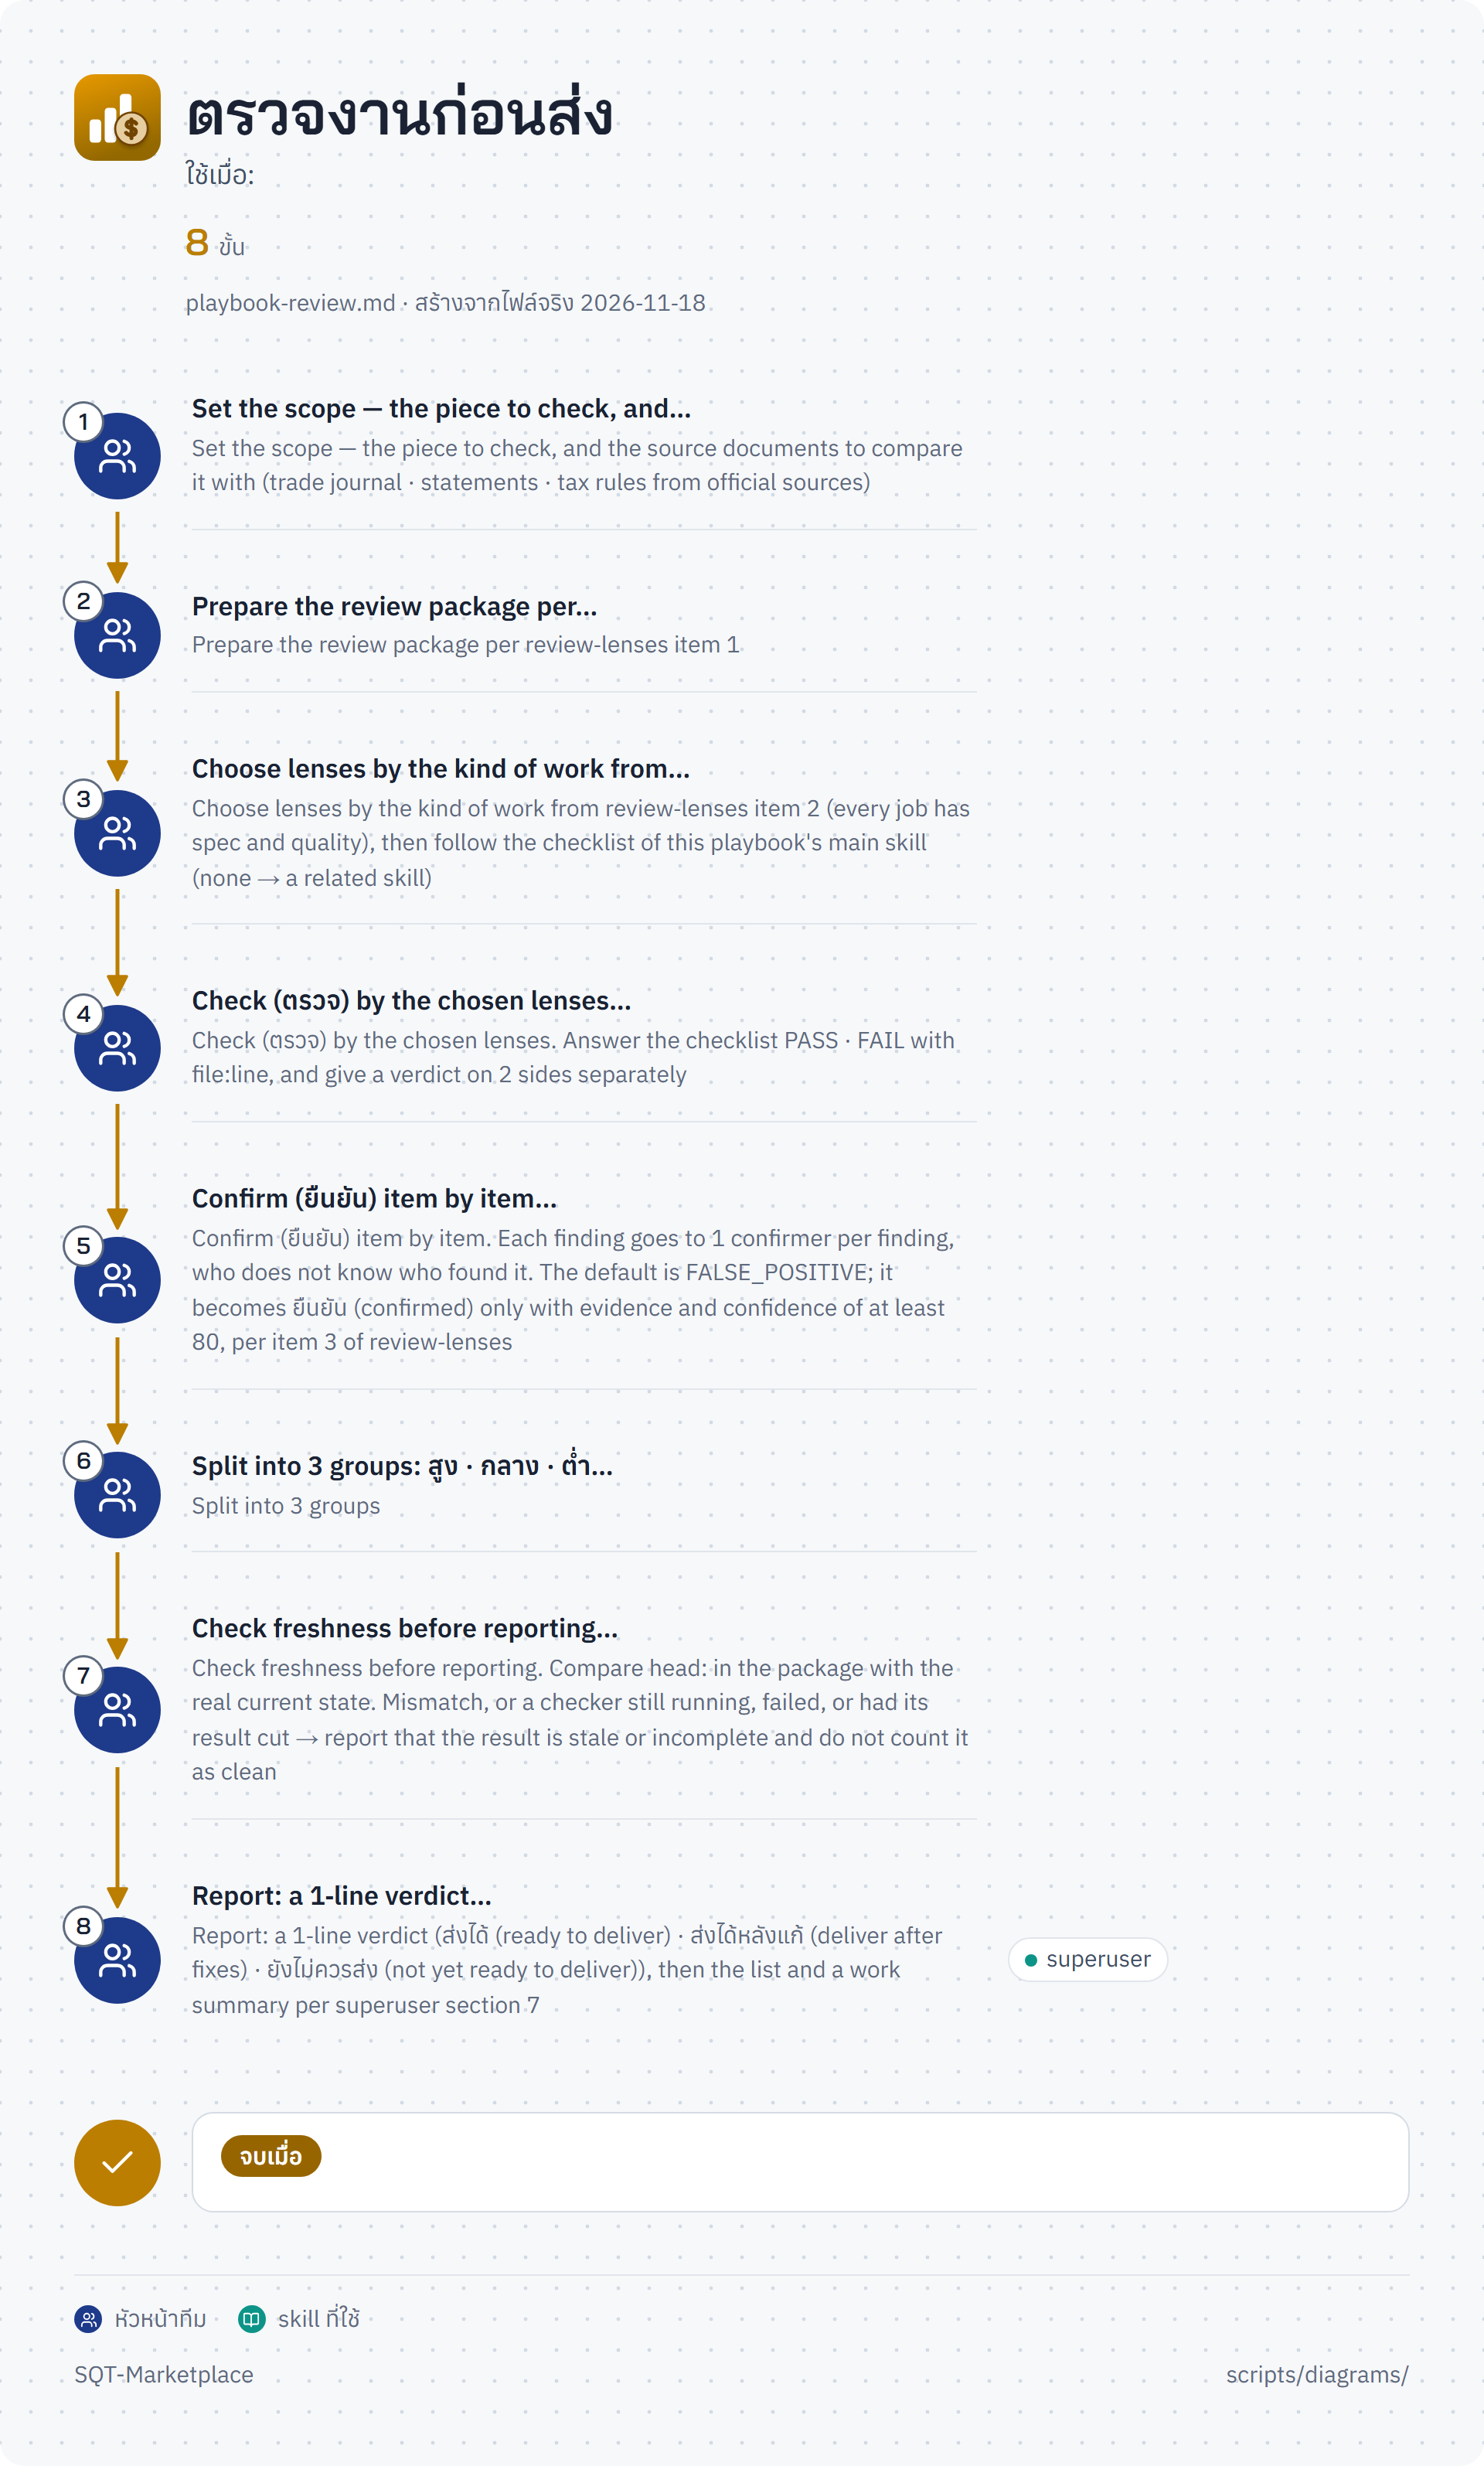 $
ตรวจงานก่อนส่ง
ใช้เมื่อ:
8 ขั้น
playbook-review.md · สร้างจากไฟล์จริง 2026-11-18
1
Set the scope — the piece to check, and...
Set the scope — the piece to check, and the source documents to compare
it with (trade journal · statements · tax rules from official sources)
2
Prepare the review package per...
Prepare the review package per review-lenses item 1
3
Choose lenses by the kind of work from...
Choose lenses by the kind of work from review-lenses item 2 (every job has
spec and quality), then follow the checklist of this playbook's main skill
(none → a related skill)
4
Check (ตรวจ) by the chosen lenses...
Check (ตรวจ) by the chosen lenses. Answer the checklist PASS · FAIL with
file:line, and give a verdict on 2 sides separately
5
Confirm (ยืนยัน) item by item...
Confirm (ยืนยัน) item by item. Each finding goes to 1 confirmer per finding,
who does not know who found it. The default is FALSE_POSITIVE; it
becomes ยืนยัน (confirmed) only with evidence and confidence of at least
80, per item 3 of review-lenses
6
Split into 3 groups: สูง · กลาง · ต่ำ...
Split into 3 groups
7
Check freshness before reporting...
Check freshness before reporting. Compare head: in the package with the
real current state. Mismatch, or a checker still running, failed, or had its
result cut → report that the result is stale or incomplete and do not count it
as clean
8
Report: a 1-line verdict...
Report: a 1-line verdict (ส่งได้ (ready to deliver) · ส่งได้หลังแก้ (deliver after
fixes) · ยังไม่ควรส่ง (not yet ready to deliver)), then the list and a work
summary per superuser section 7
superuser
จบเมื่อ
หัวหน้าทีม skill ที่ใช้
SQT-Marketplace scripts/diagrams/